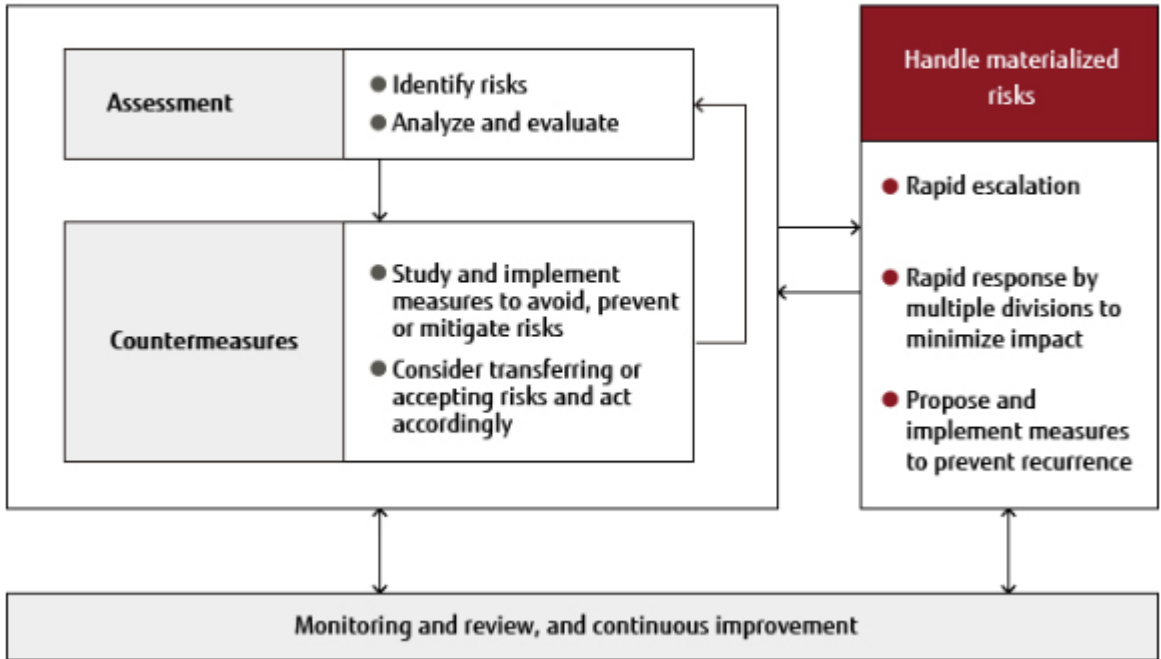 Assessment
● Identify risks
● Analyze and evaluate
Countermeasures
● Study and implement
measures to avoid, prevent
or mitigate risks
● Consider transferring or
accepting risks and act
accordingly
Handle materialized
risks
● Rapid escalation
● Rapid response by
multiple divisions to
minimize impact
● Propose and
implement measures
to prevent recurrence
Monitoring and review, and continuous improvement